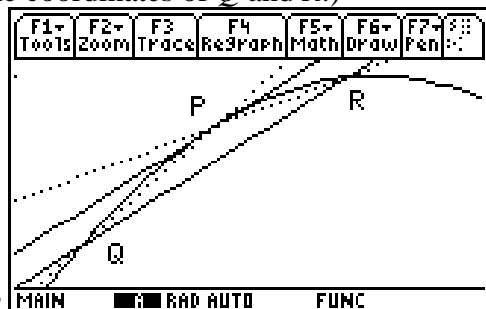 coordinates of Q and R.)
F1 F2 F3 F4 F5 F6 F7
Tools Zoom Trace ReGraph Math Draw Pen
P
R
Q
MAIN RAD AUTO FUNC